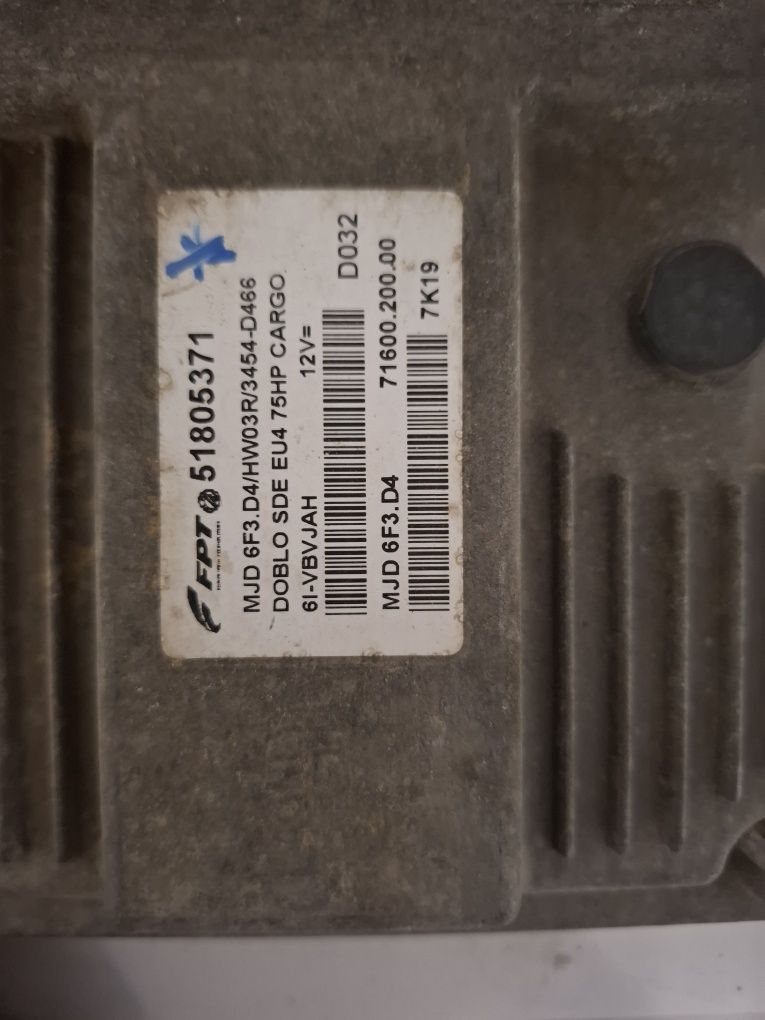 FPT 51805371
MJD 6F3.D4/HW03R/3454-D466
DOBLO SDE EU4 75HP CARGO
6I-VBVJAH 12V=
D032
MJD 6F3.D4 71600.200.00
7K19